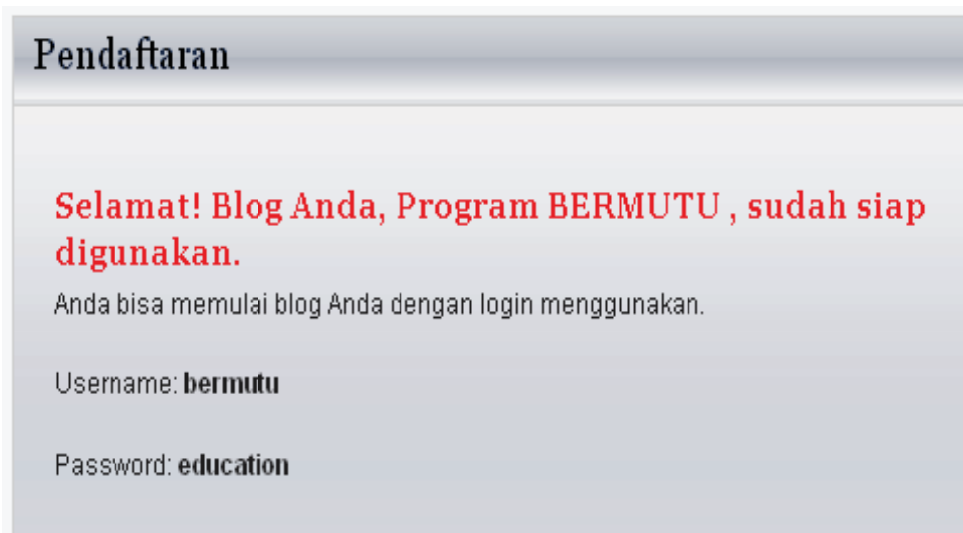 Pendaftaran
Selamat! Blog Anda, Program BERMUTU , sudah siap
digunakan.
Anda bisa memulai blog Anda dengan login menggunakan.
Username: bermutu
Password: education